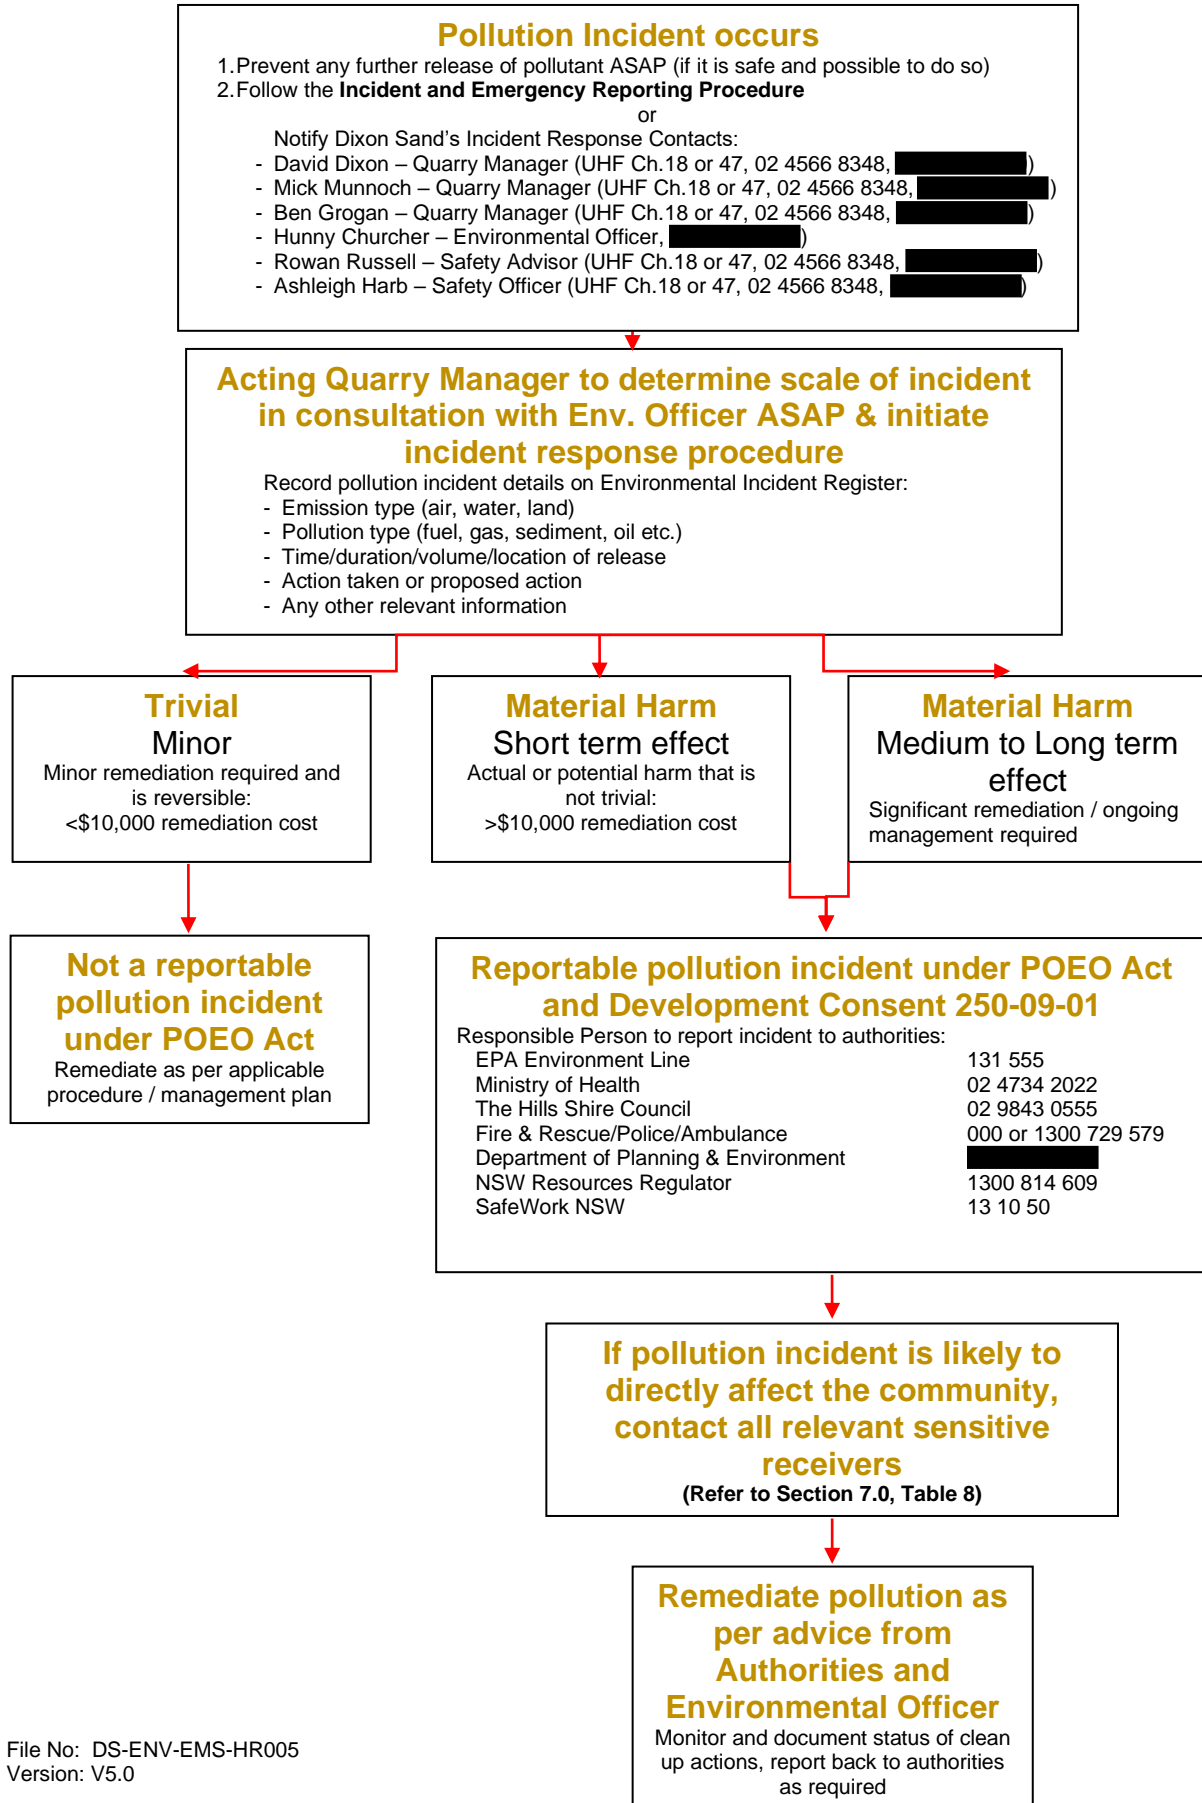 Pollution Incident occurs
1.Prevent any further release of pollutant ASAP (if it is safe and possible to do so)
2.Follow the Incident and Emergency Reporting Procedure
or
Notify Dixon Sand's Incident Response Contacts:
- David Dixon – Quarry Manager (UHF Ch.18 or 47, 02 4566 8348, )
- Mick Munnoch – Quarry Manager (UHF Ch.18 or 47, 02 4566 8348, )
- Ben Grogan – Quarry Manager (UHF Ch.18 or 47, 02 4566 8348, )
- Hunny Churcher – Environmental Officer, )
- Rowan Russell – Safety Advisor (UHF Ch.18 or 47, 02 4566 8348, )
- Ashleigh Harb – Safety Officer (UHF Ch.18 or 47, 02 4566 8348, )
Acting Quarry Manager to determine scale of incident
in consultation with Env. Officer ASAP & initiate
incident response procedure
Record pollution incident details on Environmental Incident Register:
- Emission type (air, water, land)
- Pollution type (fuel, gas, sediment, oil etc.)
- Time/duration/volume/location of release
- Action taken or proposed action
- Any other relevant information
Trivial
Minor
Minor remediation required and
is reversible:
<$10,000 remediation cost
Material Harm
Short term effect
Actual or potential harm that is
not trivial:
>$10,000 remediation cost
Material Harm
Medium to Long term
effect
Significant remediation / ongoing
management required
Not a reportable
pollution incident
under POEO Act
Remediate as per applicable
procedure / management plan
Reportable pollution incident under POEO Act
and Development Consent 250-09-01
Responsible Person to report incident to authorities:
EPA Environment Line 131 555
Ministry of Health 02 4734 2022
The Hills Shire Council 02 9843 0555
Fire & Rescue/Police/Ambulance 000 or 1300 729 579
Department of Planning & Environment
NSW Resources Regulator 1300 814 609
SafeWork NSW 13 10 50
If pollution incident is likely to
directly affect the community,
contact all relevant sensitive
receivers
(Refer to Section 7.0, Table 8)
Remediate pollution as
per advice from
Authorities and
Environmental Officer
Monitor and document status of clean
up actions, report back to authorities
as required
File No: DS-ENV-EMS-HR005
Version: V5.0